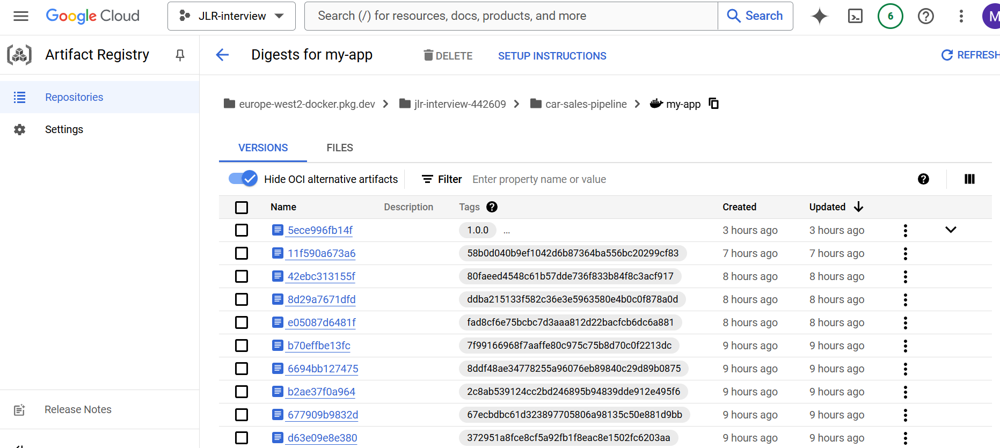 Google Cloud
JLR-interview
Search (/) for resources, docs, products, and more
Search
6
M
Artifact Registry
Digests for my-app
DELETE
SETUP INSTRUCTIONS
REFRESH
Repositories
Settings
europe-west2-docker.pkg.dev
jlr-interview-442609
car-sales-pipeline
my-app
VERSIONS
FILES
Hide OCI alternative artifacts
Filter
Enter property name or value
Name Description Tags Created Updated
5ece996fb14f 1.0.0 ... 3 hours ago 3 hours ago
11f590a673a6 58b0d040b9ef1042d6b87364ba556bc20299cf83 7 hours ago 7 hours ago
42ebc313155f 80faeed4548c61b57dde736f833b84f8c3acf917 8 hours ago 8 hours ago
8d29a7671dfd ddba215133f582c36e3e5963580e4b0c0f878a0d 8 hours ago 8 hours ago
e05087d6481f fad8cf6e75bcbc7d3aaa812d22bacfcb6dc6a881 8 hours ago 8 hours ago
b70effbe13fc 7f99166968f7aaffe80c975c75b8d70c0f2213dc 9 hours ago 9 hours ago
6694bb127475 8ddf48ae34778255a96076eb89840c29d89b0875 9 hours ago 9 hours ago
b2ae37f0a964 2c8ab539124cc2bd246895b94839dde912e495f6 9 hours ago 9 hours ago
677909b9832d 67ecbdbc61d323897705806a98135c50e881d9bb 9 hours ago 9 hours ago
d63e09e8e380 372951a8fce8cf5a92fb1f8eac8e1502fc6203aa 9 hours ago 9 hours ago
Release Notes